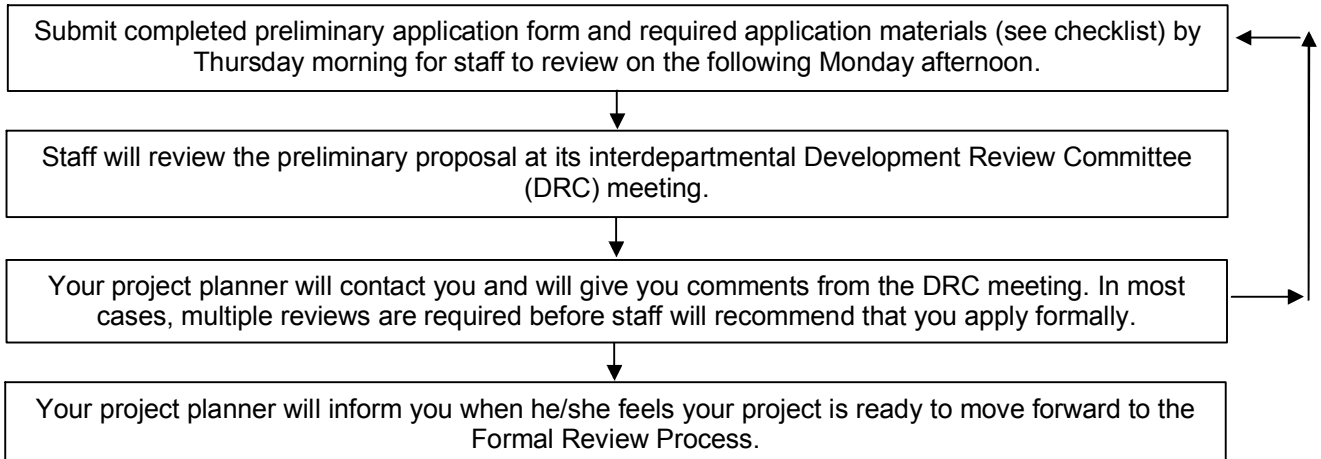 Submit completed preliminary application form and required application materials (see checklist) by
Thursday morning for staff to review on the following Monday afternoon.
Staff will review the preliminary proposal at its interdepartmental Development Review Committee
(DRC) meeting.
Your project planner will contact you and will give you comments from the DRC meeting. In most
cases, multiple reviews are required before staff will recommend that you apply formally.
Your project planner will inform you when he/she feels your project is ready to move forward to the
Formal Review Process.